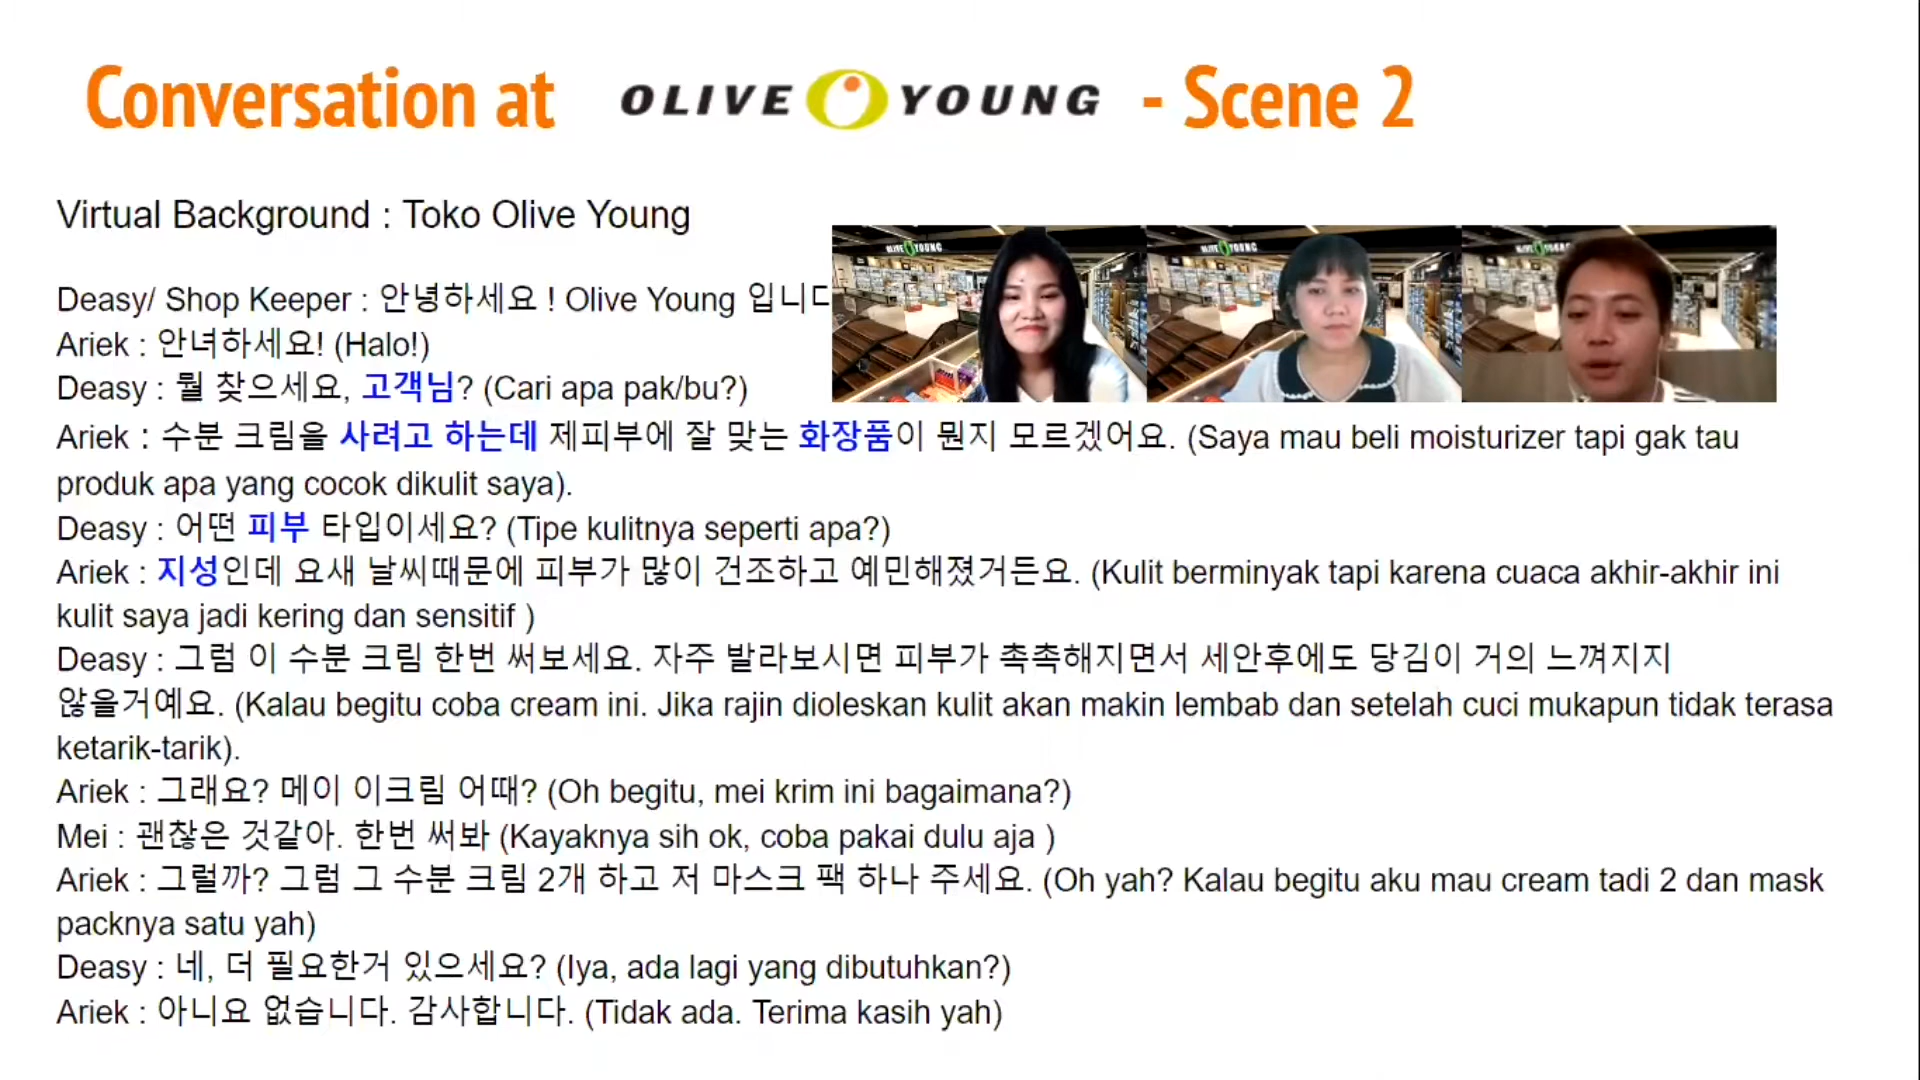 Conversation at OLIVE YOUNG - Scene 2
Virtual Background : Toko Olive Young
OLIVE YOUNG
OLIVE YOUNG
OLIVE YOUNG
Deasy/ Shop Keeper : 안녕하세요 ! Olive Young 입니
Ariek : 안녀하세요! (Halo!)
Deasy : 뭘 찾으세요, 고객님? (Cari apa pak/bu?)
Ariek : 수분 크림을 사려고 하는데 제피부에 잘 맞는 화장품이 뭔지 모르겠어요. (Saya mau beli moisturizer tapi gak tau
produk apa yang cocok dikulit saya).
Deasy : 어떤 피부 타입이세요? (Tipe kulitnya seperti apa?)
Ariek : 지성인데 요새 날씨때문에 피부가 많이 건조하고 예민해졌거든요. (Kulit berminyak tapi karena cuaca akhir-akhir ini
kulit saya jadi kering dan sensitif )
Deasy : 그럼 이 수분 크림 한번 써보세요. 자주 발라보시면 피부가 촉촉해지면서 세안후에도 당김이 거의 느껴지지
않을거예요. (Kalau begitu coba cream ini. Jika rajin dioleskan kulit akan makin lembab dan setelah cuci mukapun tidak terasa
ketarik-tarik).
Ariek : 그래요? 메이 이크림 어때? (Oh begitu, mei krim ini bagaimana?)
Mei : 괜찮은 것같아. 한번 써봐 (Kayaknya sih ok, coba pakai dulu aja )
Ariek : 그럴까? 그럼 그 수분 크림 2개 하고 저 마스크 팩 하나 주세요. (Oh yah? Kalau begitu aku mau cream tadi 2 dan mask
packnya satu yah)
Deasy : 네, 더 필요한거 있으세요? (Iya, ada lagi yang dibutuhkan?)
Ariek : 아니요 없습니다. 감사합니다. (Tidak ada. Terima kasih yah)